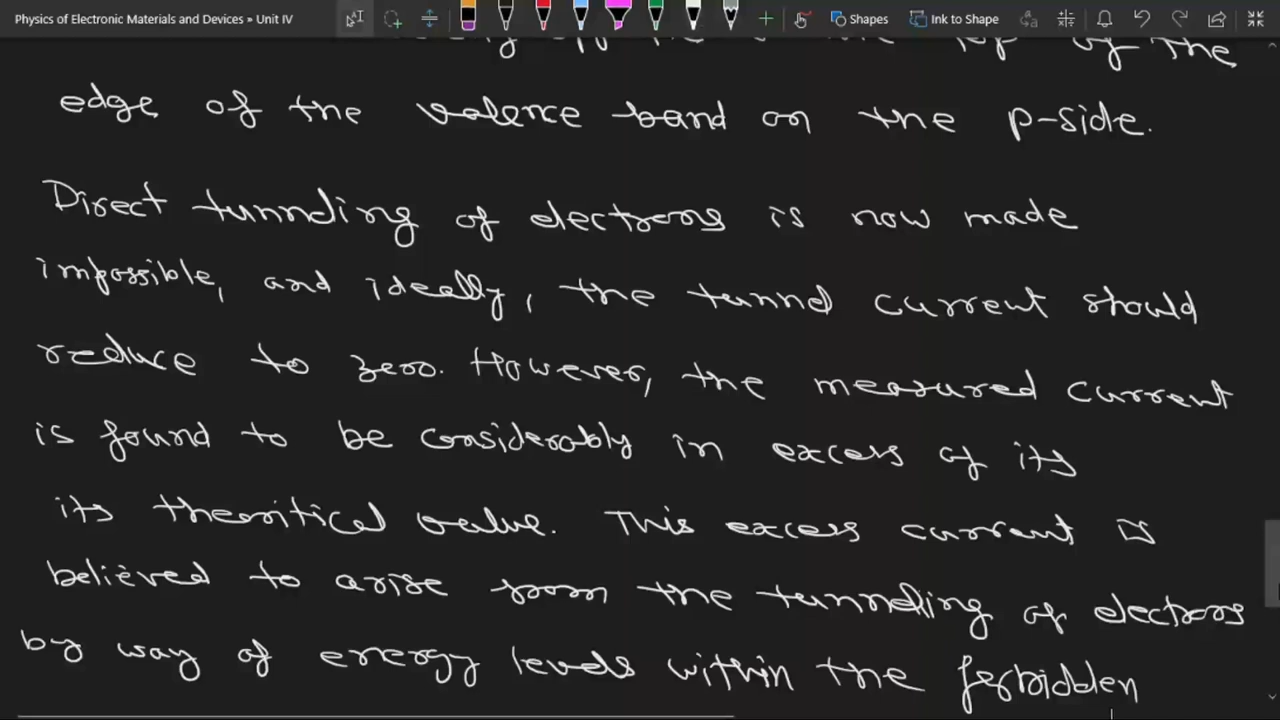 Physics of Electronic Materials and Devices » Unit IV
Shapes
Ink to Shape
of the
edge of the valence band on the p-side.
Direct tunneling of electrons is now made
impossible, and ideally, the tunnel current should
reduce to zero. However, the measured current
is found to be considerably in excess of its
its theoritical value. This excess current is
believed to arise from the tunneling of electrons
by way of energy levels within the forbidden